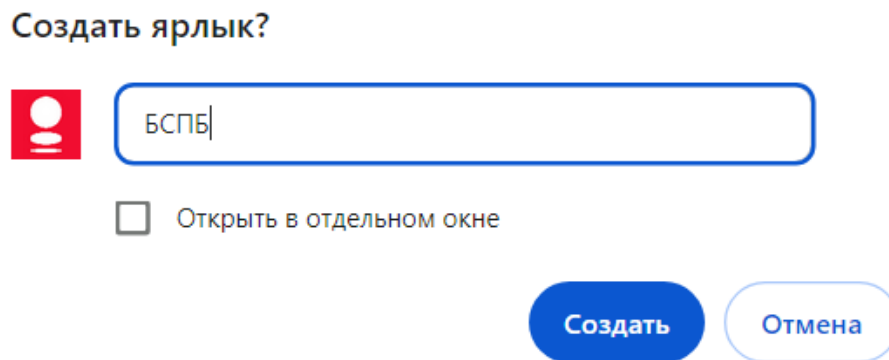 Создать ярлык?
БСПБ
Открыть в отдельном окне
Создать Отмена